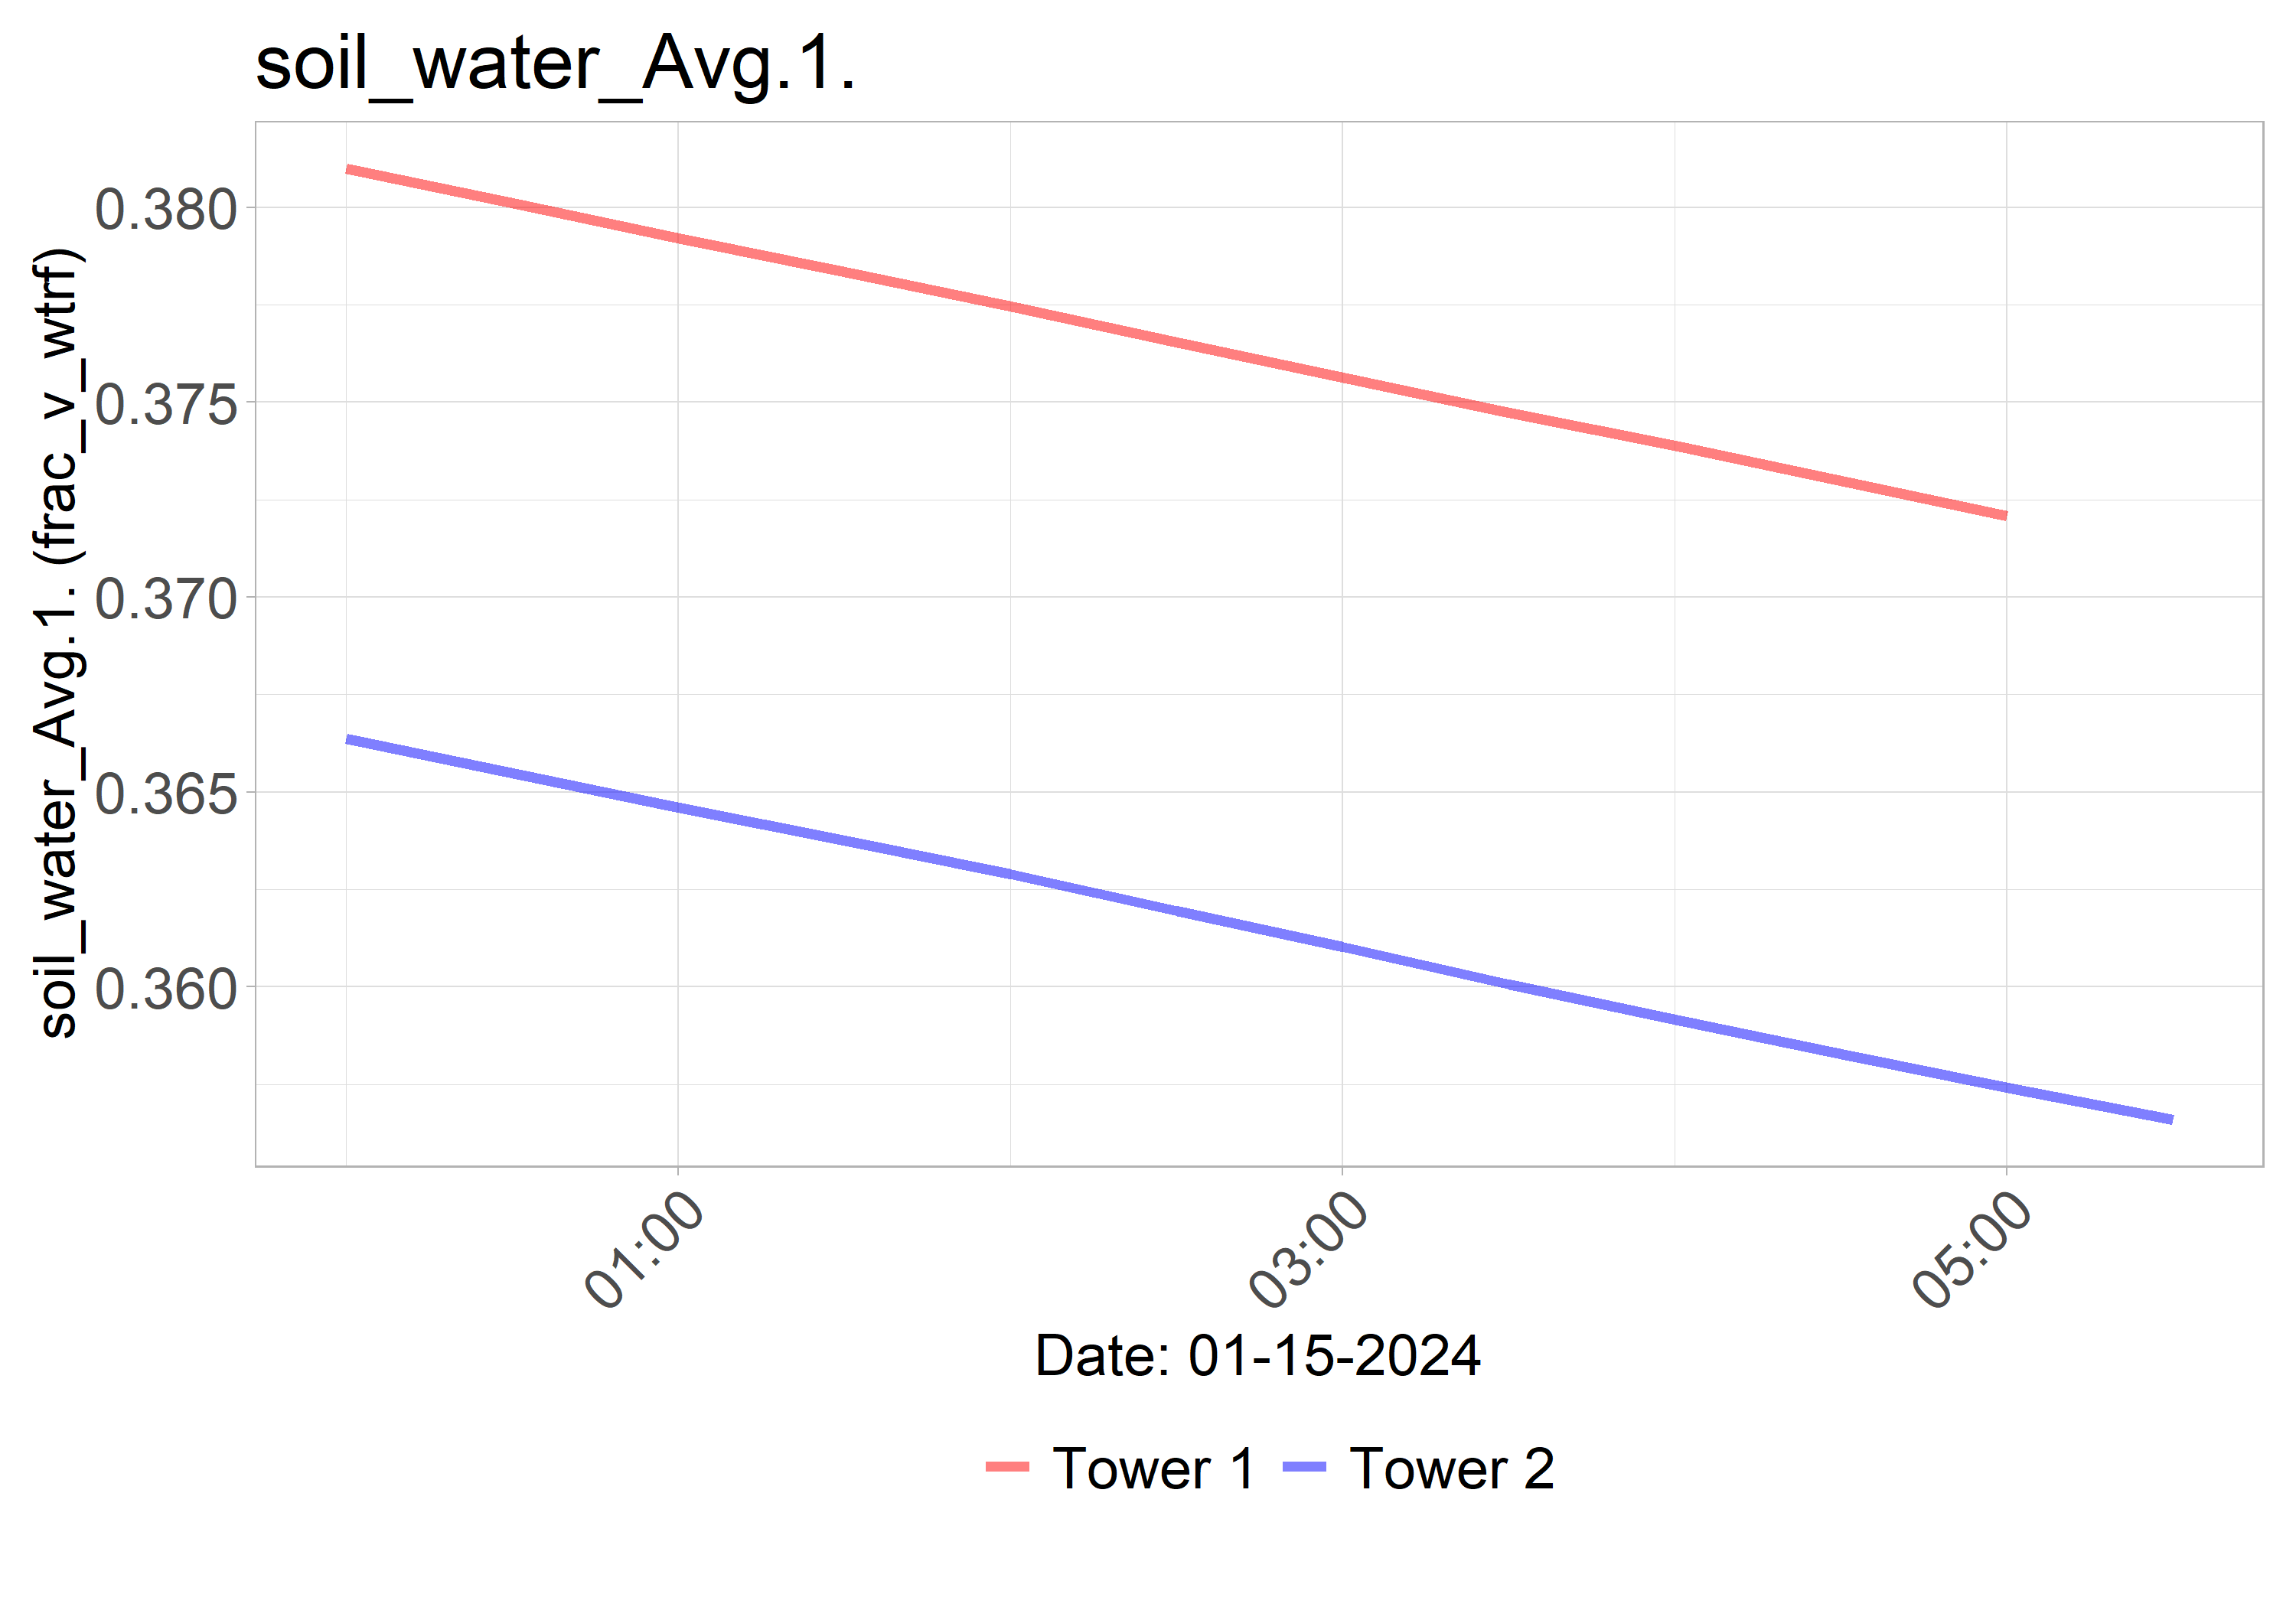 soil_water_Avg.1.
soil_water_Avg.1. (frac_v_wtrf)
0.380
0.375
0.370
0.365
0.360
01:00
03:00
05:00
Date: 01-15-2024
Tower 1
Tower 2